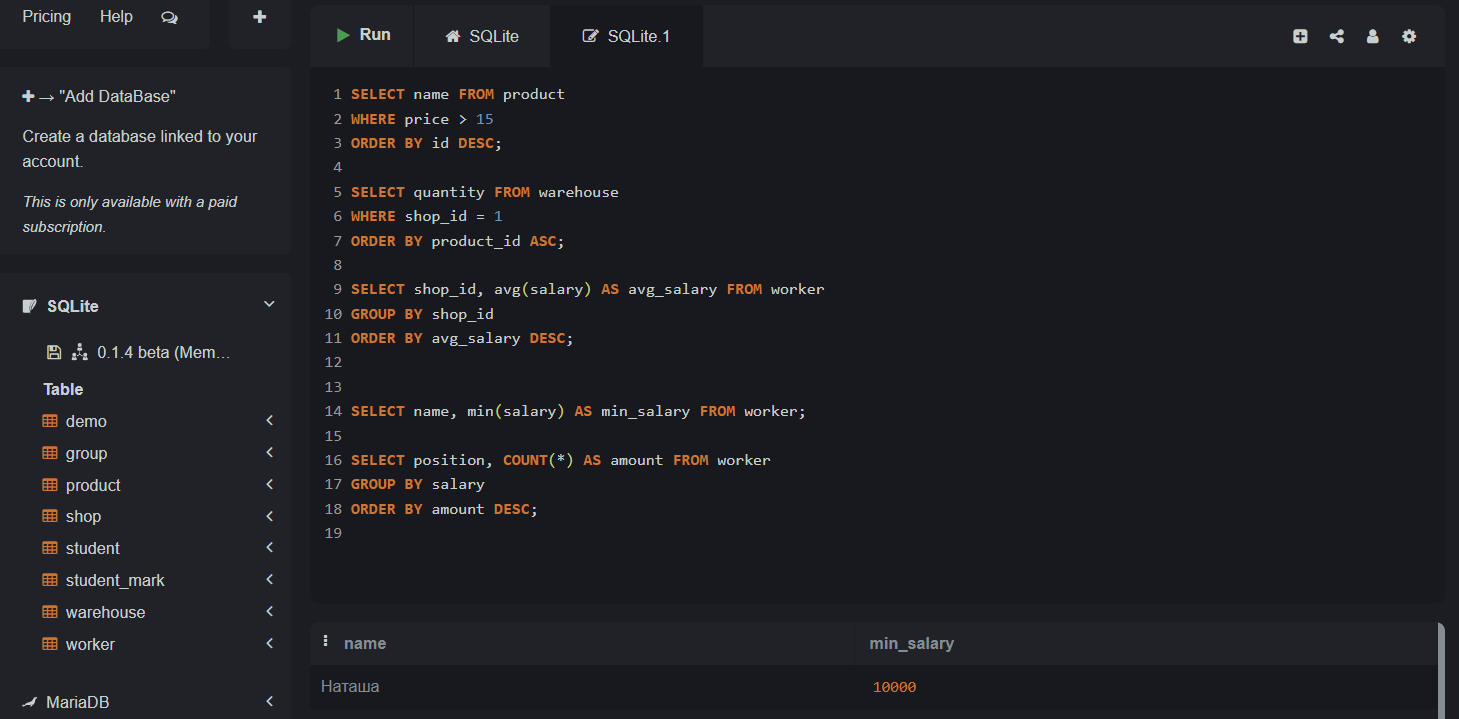 Pricing Help
Run SQLite SQLite.1
→ "Add DataBase"
Create a database linked to your
account.
This is only available with a paid
subscription.
SQLite
0.1.4 beta (Mem...
Table
demo
group
product
shop
student
student_mark
warehouse
worker
MariaDB
1 SELECT name FROM product
2 WHERE price > 15
3 ORDER BY id DESC;
4
5 SELECT quantity FROM warehouse
6 WHERE shop_id = 1
7 ORDER BY product_id ASC;
8
9 SELECT shop_id, avg(salary) AS avg_salary FROM worker
10 GROUP BY shop_id
11 ORDER BY avg_salary DESC;
12
13
14 SELECT name, min(salary) AS min_salary FROM worker;
15
16 SELECT position, COUNT(*) AS amount FROM worker
17 GROUP BY salary
18 ORDER BY amount DESC;
19
name min_salary
Наташа 10000